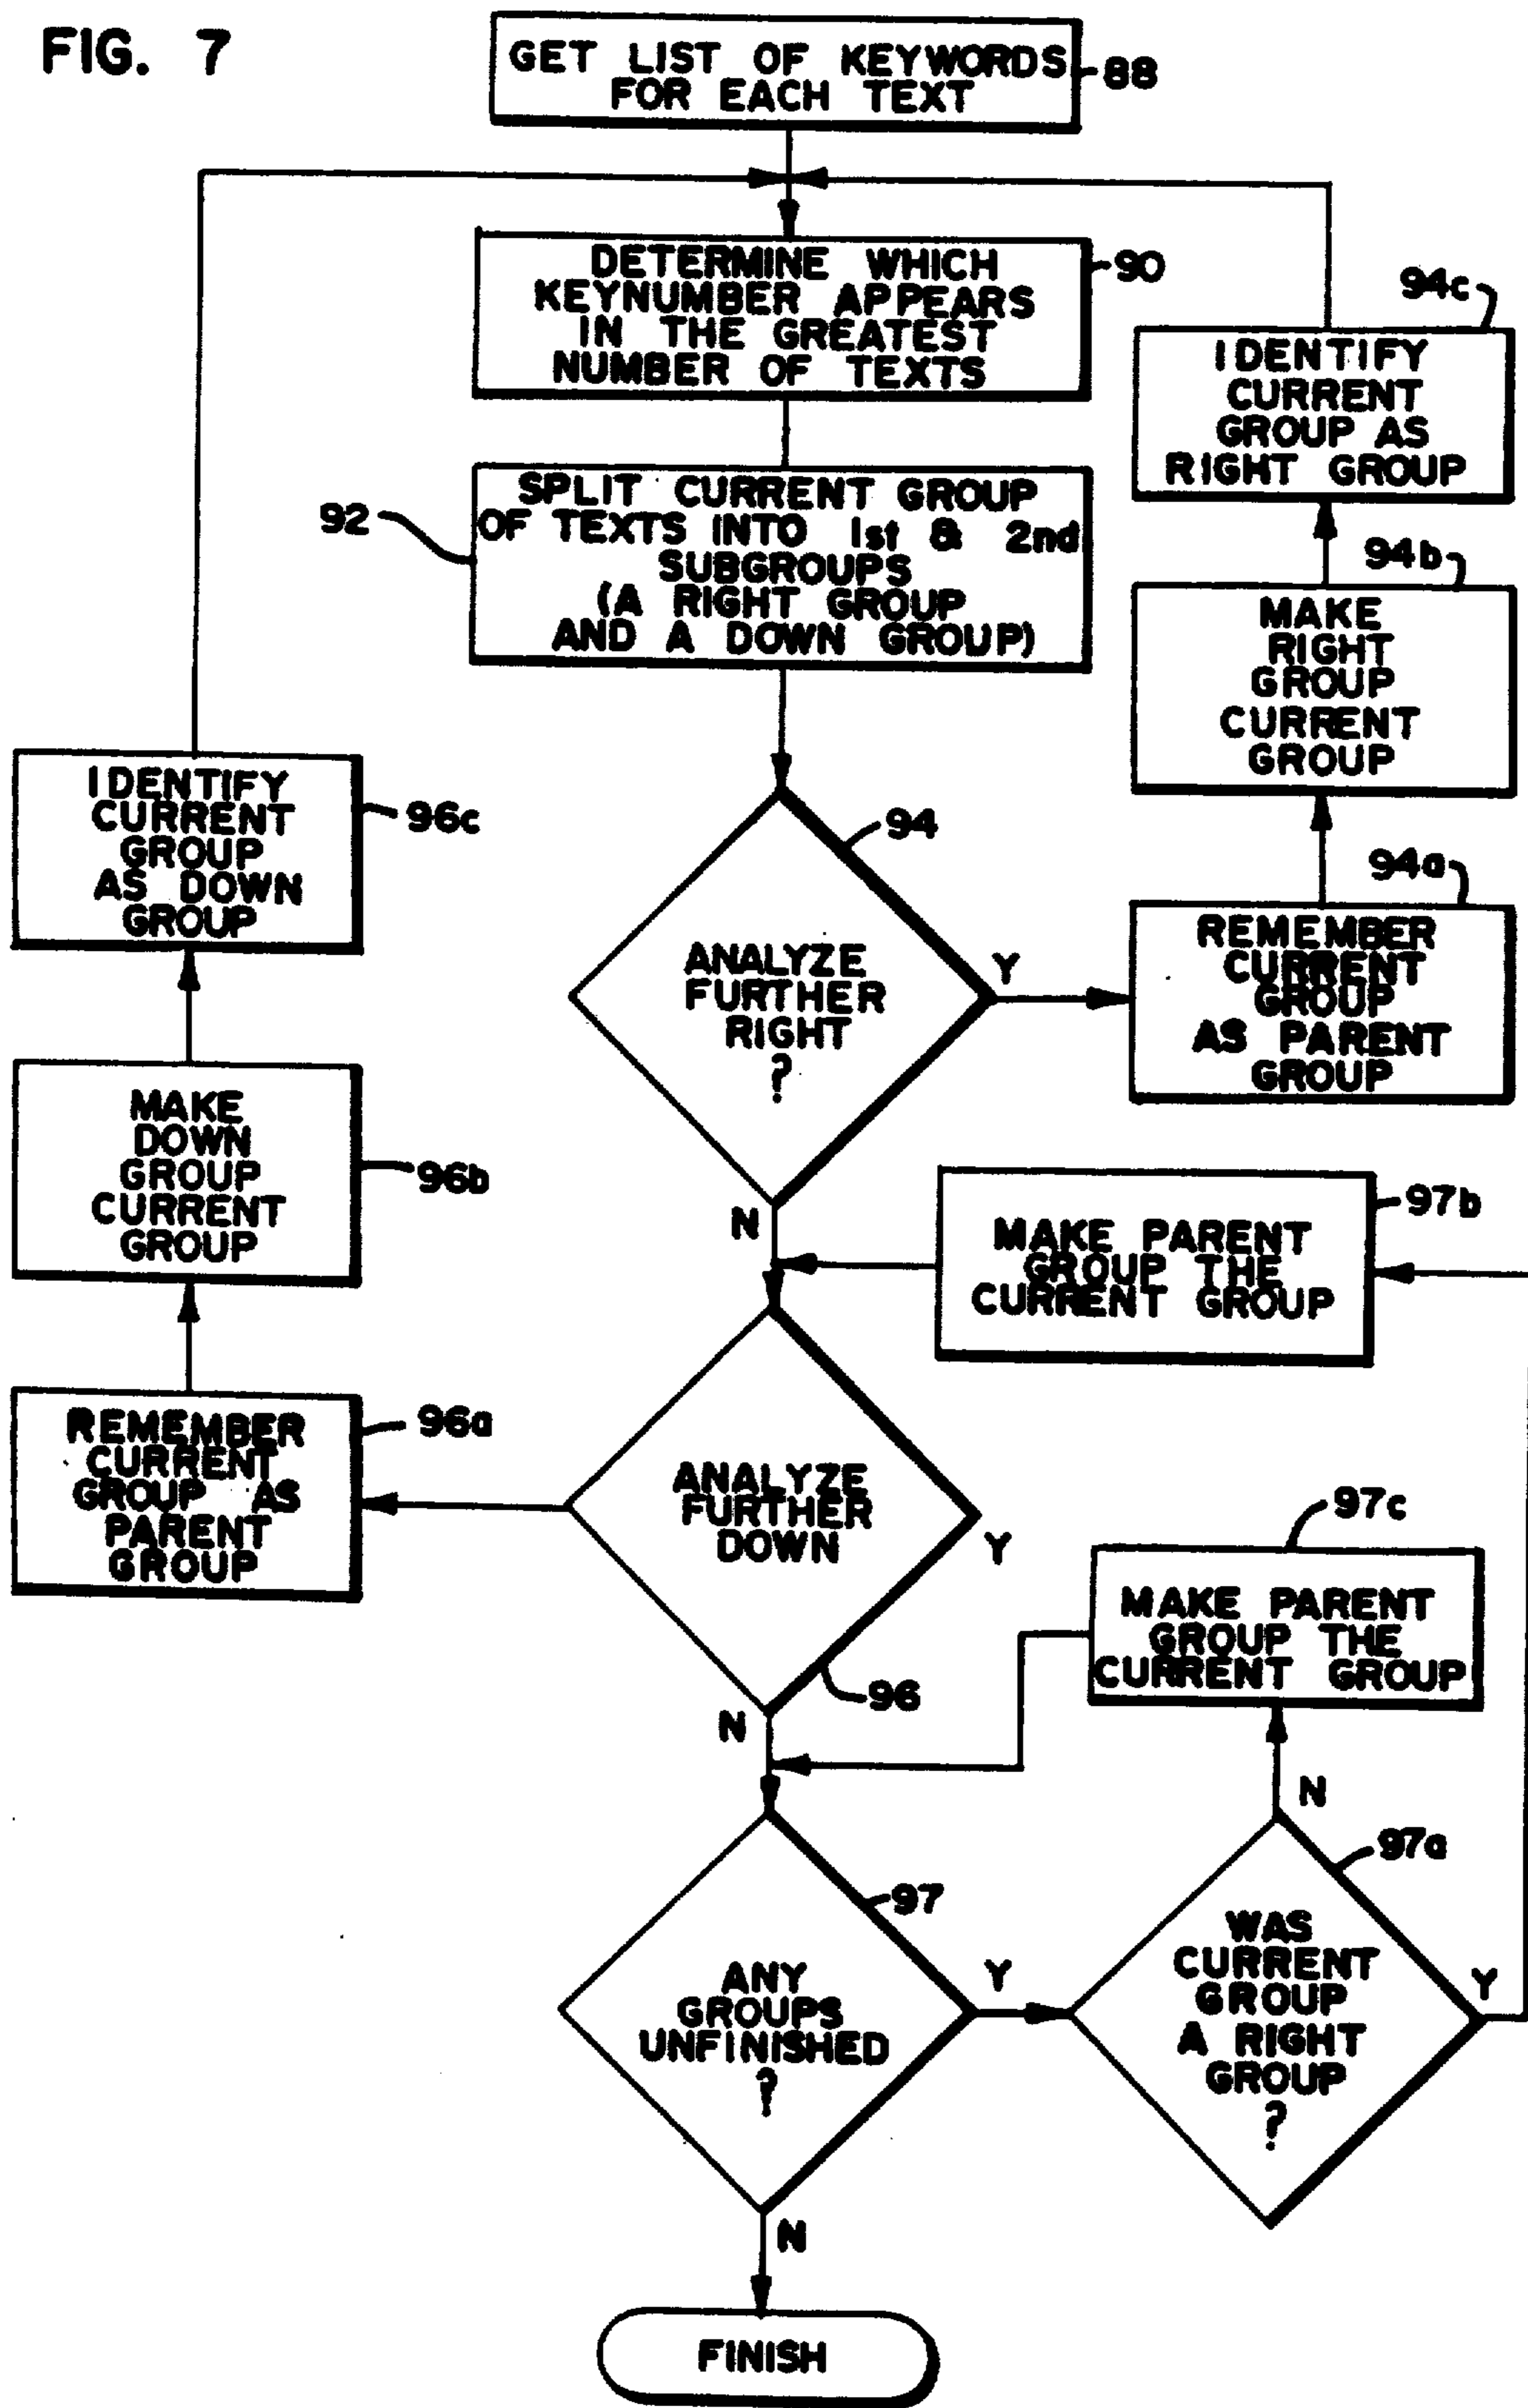 FIG. 7
GET LIST OF KEYWORDS
FOR EACH TEXT
88
DETERMINE WHICH
KEYNUMBER APPEARS
IN THE GREATEST
NUMBER OF TEXTS
90
SPLIT CURRENT GROUP
OF TEXTS INTO 1st & 2nd
SUBGROUPS
(A RIGHT GROUP
AND A DOWN GROUP)
92
94c
IDENTIFY
CURRENT
GROUP AS
RIGHT GROUP
94b
MAKE
RIGHT
GROUP
CURRENT
GROUP
94a
REMEMBER
CURRENT
GROUP
AS PARENT
GROUP
94
ANALYZE
FURTHER
RIGHT
?
Y
N
IDENTIFY
CURRENT
GROUP
AS DOWN
GROUP
96c
MAKE
DOWN
GROUP
CURRENT
GROUP
96b
REMEMBER
CURRENT
GROUP AS
PARENT
GROUP
96a
MAKE PARENT
GROUP THE
CURRENT GROUP
97b
ANALYZE
FURTHER
DOWN
Y
96
N
97c
MAKE PARENT
GROUP THE
CURRENT GROUP
N
97a
WAS
CURRENT
GROUP
A RIGHT
GROUP
?
Y
97
ANY
GROUPS
UNFINISHED
?
Y
N
FINISH